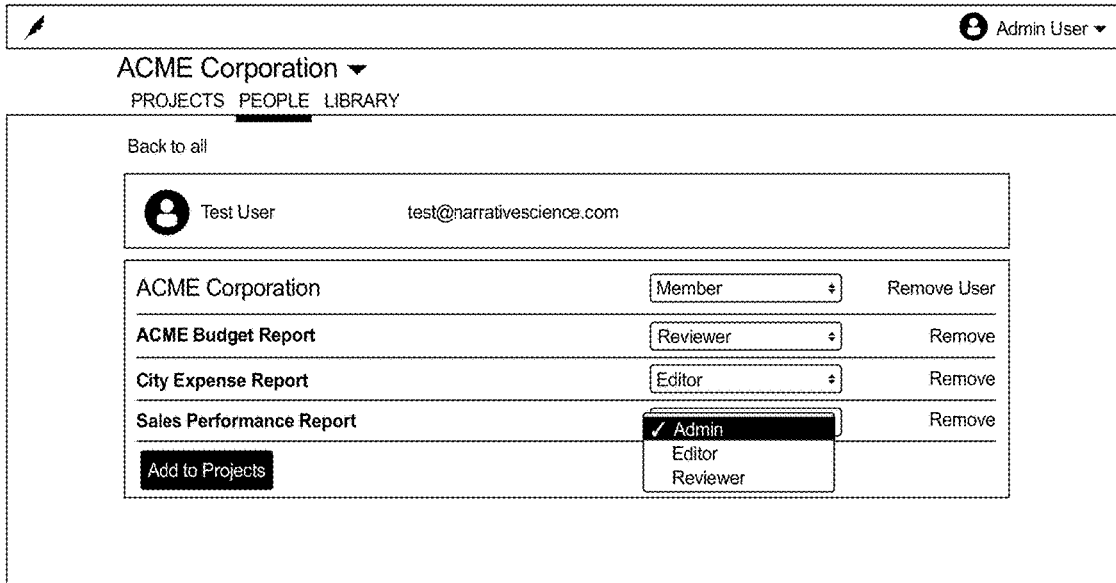 Admin User
ACME Corporation
PROJECTS PEOPLE LIBRARY
Back to all
Test User test@narrativescience.com
ACME Corporation Member Remove User
ACME Budget Report Reviewer Remove
City Expense Report Editor Remove
Sales Performance Report Remove
✓ Admin
Editor
Add to Projects
Reviewer